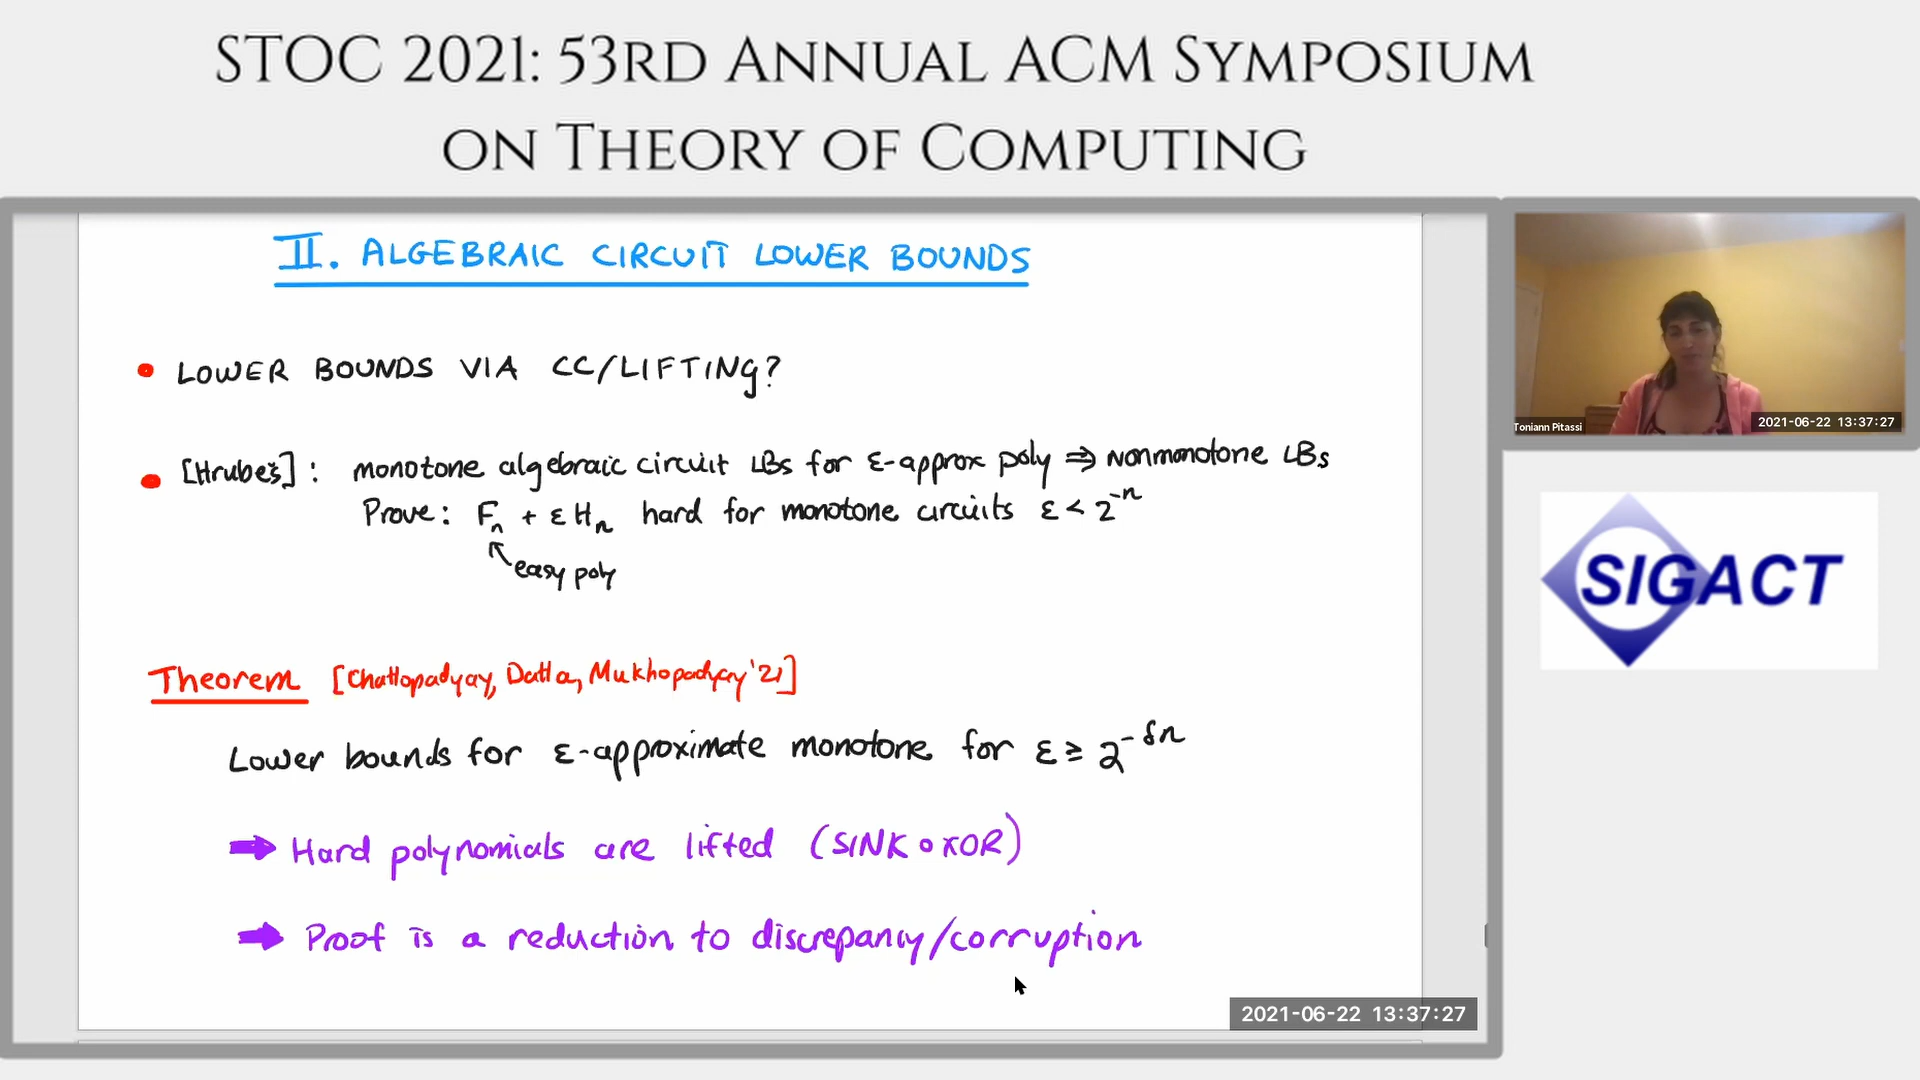 STOC 2021: 53RD ANNUAL ACM SYMPOSIUM
ON THEORY OF COMPUTING
II. ALGEBRAIC CIRCUIT LOWER BOUNDS
• LOWER BOUNDS VIA CC/LIFTING?
• [Hrubeš]: monotone algebraic circuit LBs for ε-approx poly ⇒ nonmonotone LBs
Prove: Fₙ + ε Hₙ hard for monotone circuits ε < 2⁻ⁿ
easy poly
Theorem [Chattopadyay, Datta, Mukhopadyay '21]
Lower bounds for ε-approximate monotone for ε ≥ 2^{-δn}
➡ Hard polynomials are lifted (SINK∘XOR)
➡ Proof is a reduction to discrepancy/corruption
2021-06-22 13:37:27
Toniann Pitassi
2021-06-22 13:37:27
SIGACT